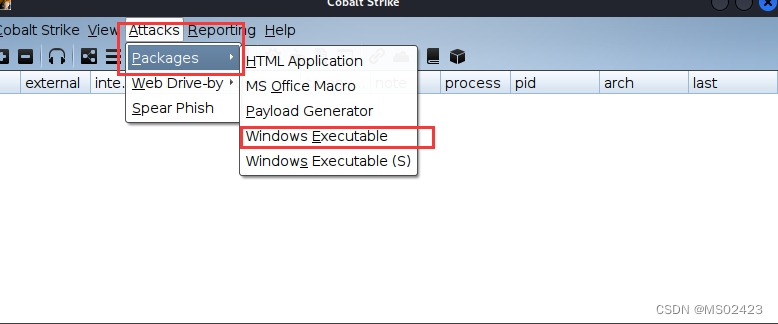 Cobalt Strike
Cobalt Strike View Attacks Reporting Help
Packages
HTML Application
external inte. note process pid arch last
Web Drive-by
MS Office Macro
Spear Phish
Payload Generator
Windows Executable
Windows Executable (S)
CSDN @MS02423